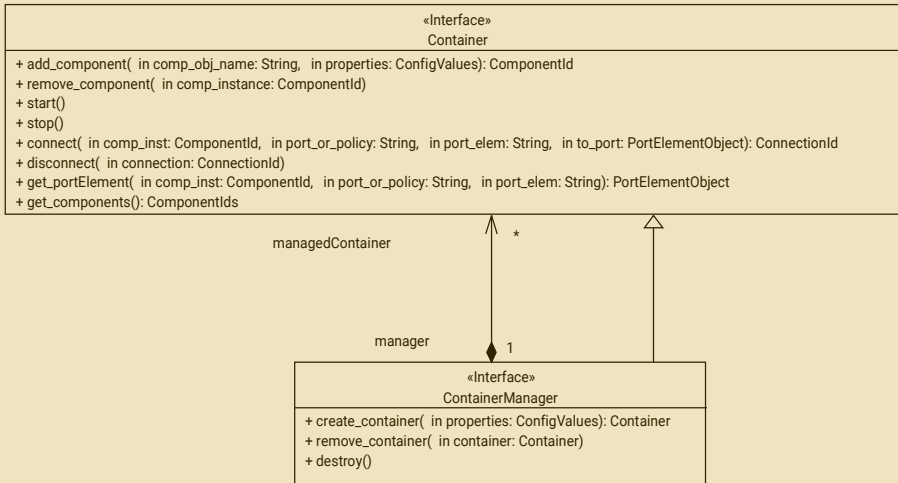 «Interface»
Container
+ add_component( in comp_obj_name: String, in properties: ConfigValues): ComponentId
+ remove_component( in comp_instance: ComponentId)
+ start()
+ stop()
+ connect( in comp_inst: ComponentId, in port_or_policy: String, in port_elem: String, in to_port: PortElementObject): ConnectionId
+ disconnect( in connection: ConnectionId)
+ get_portElement( in comp_inst: ComponentId, in port_or_policy: String, in port_elem: String): PortElementObject
+ get_components(): ComponentIds
managedContainer
*
manager
1
«Interface»
ContainerManager
+ create_container( in properties: ConfigValues): Container
+ remove_container( in container: Container)
+ destroy()